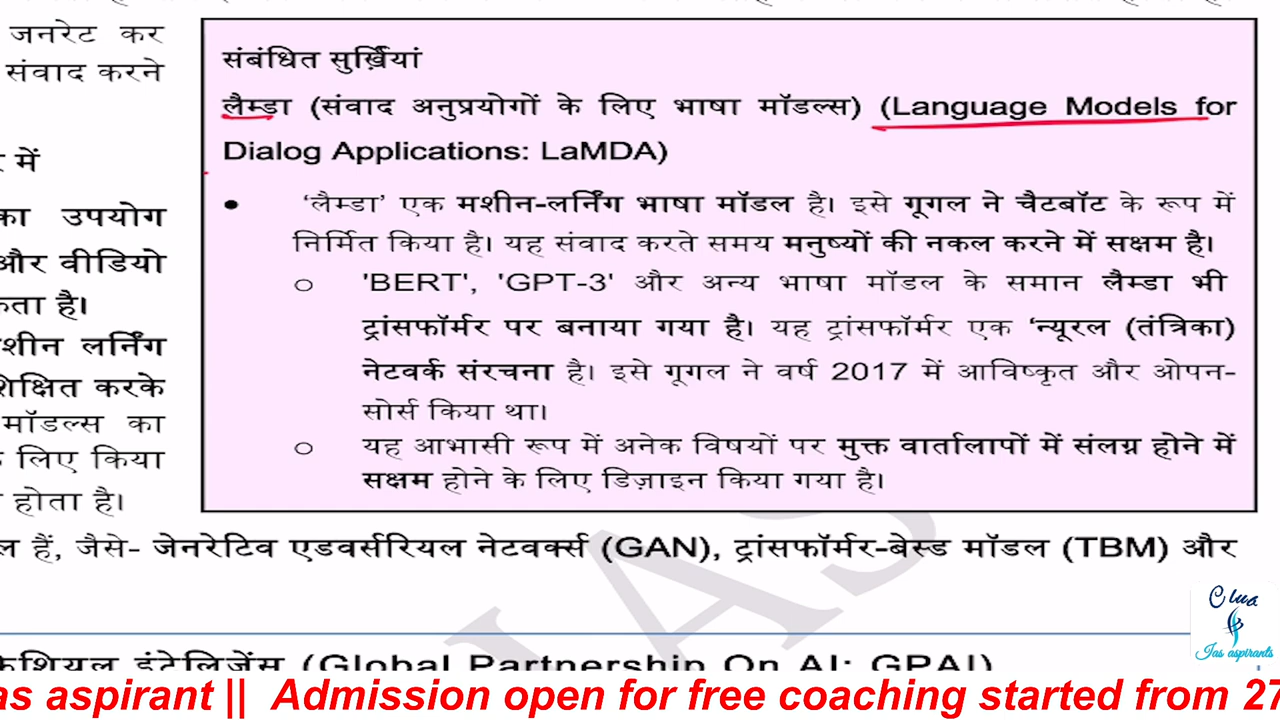 जनरेट कर
संवाद करने
में
का उपयोग
और वीडियो
कता है।
शीन लर्निंग
शिक्षित करके
मॉडल्स का
लिए किया
होता है।
संबंधित सुर्ख़ियां
लैम्डा (संवाद अनुप्रयोगों के लिए भाषा मॉडल्स) (Language Models for
Dialog Applications: LaMDA)
• ‘लैम्डा’ एक मशीन-लर्निंग भाषा मॉडल है। इसे गूगल ने चैटबॉट के रूप में
निर्मित किया है। यह संवाद करते समय मनुष्यों की नकल करने में सक्षम है।
○ 'BERT', 'GPT-3' और अन्य भाषा मॉडल के समान लैम्डा भी
ट्रांसफॉर्मर पर बनाया गया है। यह ट्रांसफॉर्मर एक ‘न्यूरल (तंत्रिका)
नेटवर्क संरचना है। इसे गूगल ने वर्ष 2017 में आविष्कृत और ओपन-
सोर्स किया था।
○ यह आभासी रूप में अनेक विषयों पर मुक्त वार्तालापों में संलग्न होने में
सक्षम होने के लिए डिज़ाइन किया गया है।
ल हैं, जैसे- जेनरेटिव एडवर्सरियल नेटवर्क्स (GAN), ट्रांसफॉर्मर-बेस्ड मॉडल (TBM) और
IAS
Clua
Ias aspirants
फिशियल इंटेलिजेंस (Global Partnership On AI: GPAI)
as aspirant || Admission open for free coaching started from 27